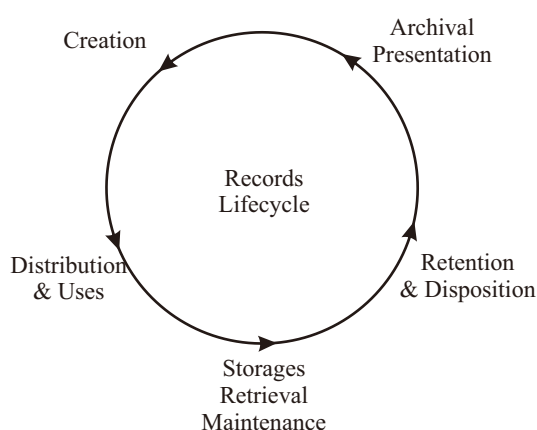 Creation
Archival
Presentation
Records
Lifecycle
Distribution
& Uses
Retention
& Disposition
Storages
Retrieval
Maintenance